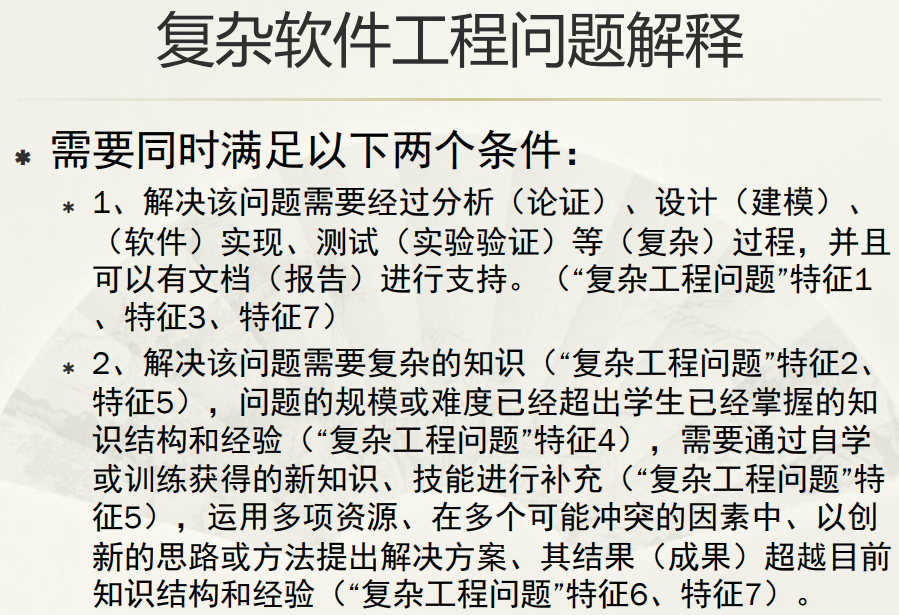 复杂软件工程问题解释
* 需要同时满足以下两个条件：
* 1、解决该问题需要经过分析（论证）、设计（建模）、
（软件）实现、测试（实验验证）等（复杂）过程，并且
可以有文档（报告）进行支持。（“复杂工程问题”特征1
、特征3、特征7）
* 2、解决该问题需要复杂的知识（“复杂工程问题”特征2、
特征5），问题的规模或难度已经超出学生已经掌握的知
识结构和经验（“复杂工程问题”特征4），需要通过自学
或训练获得的新知识、技能进行补充（“复杂工程问题”特
征5），运用多项资源、在多个可能冲突的因素中、以创
新的思路或方法提出解决方案、其结果（成果）超越目前
知识结构和经验（“复杂工程问题”特征6、特征7）。